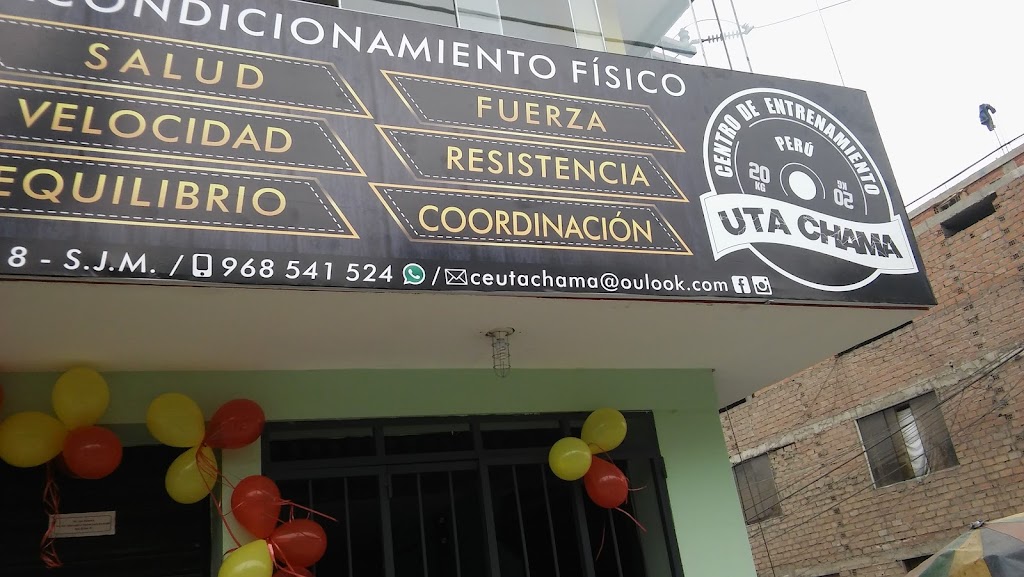 CONDICIONAMIENTO FÍSICO
SALUD
VELOCIDAD
EQUILIBRIO
FUERZA
RESISTENCIA
COORDINACIÓN
8 - S.J.M. / 968 541 524 / ceutachama@oulook.com
CENTRO DE ENTRENAMIENTO
PERÚ
20 KG
20 KG
UTA CHAMA